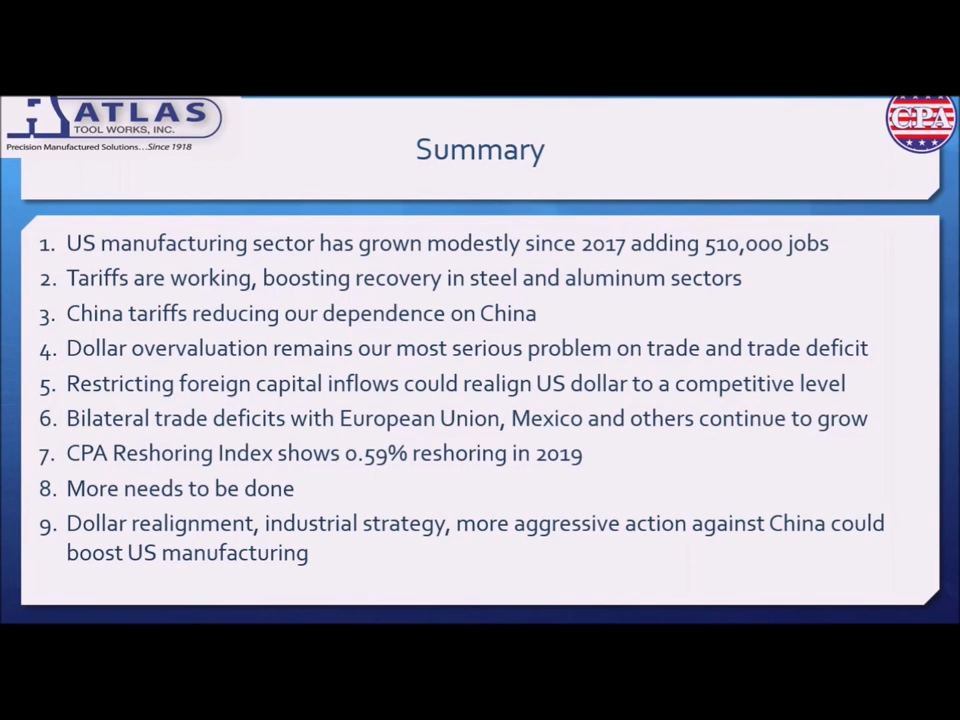 ATLAS
TOOL WORKS, INC.
Precision Manufactured Solutions...Since 1918
CPA
Summary
1. US manufacturing sector has grown modestly since 2017 adding 510,000 jobs
2. Tariffs are working, boosting recovery in steel and aluminum sectors
3. China tariffs reducing our dependence on China
4. Dollar overvaluation remains our most serious problem on trade and trade deficit
5. Restricting foreign capital inflows could realign US dollar to a competitive level
6. Bilateral trade deficits with European Union, Mexico and others continue to grow
7. CPA Reshoring Index shows 0.59% reshoring in 2019
8. More needs to be done
9. Dollar realignment, industrial strategy, more aggressive action against China could
boost US manufacturing